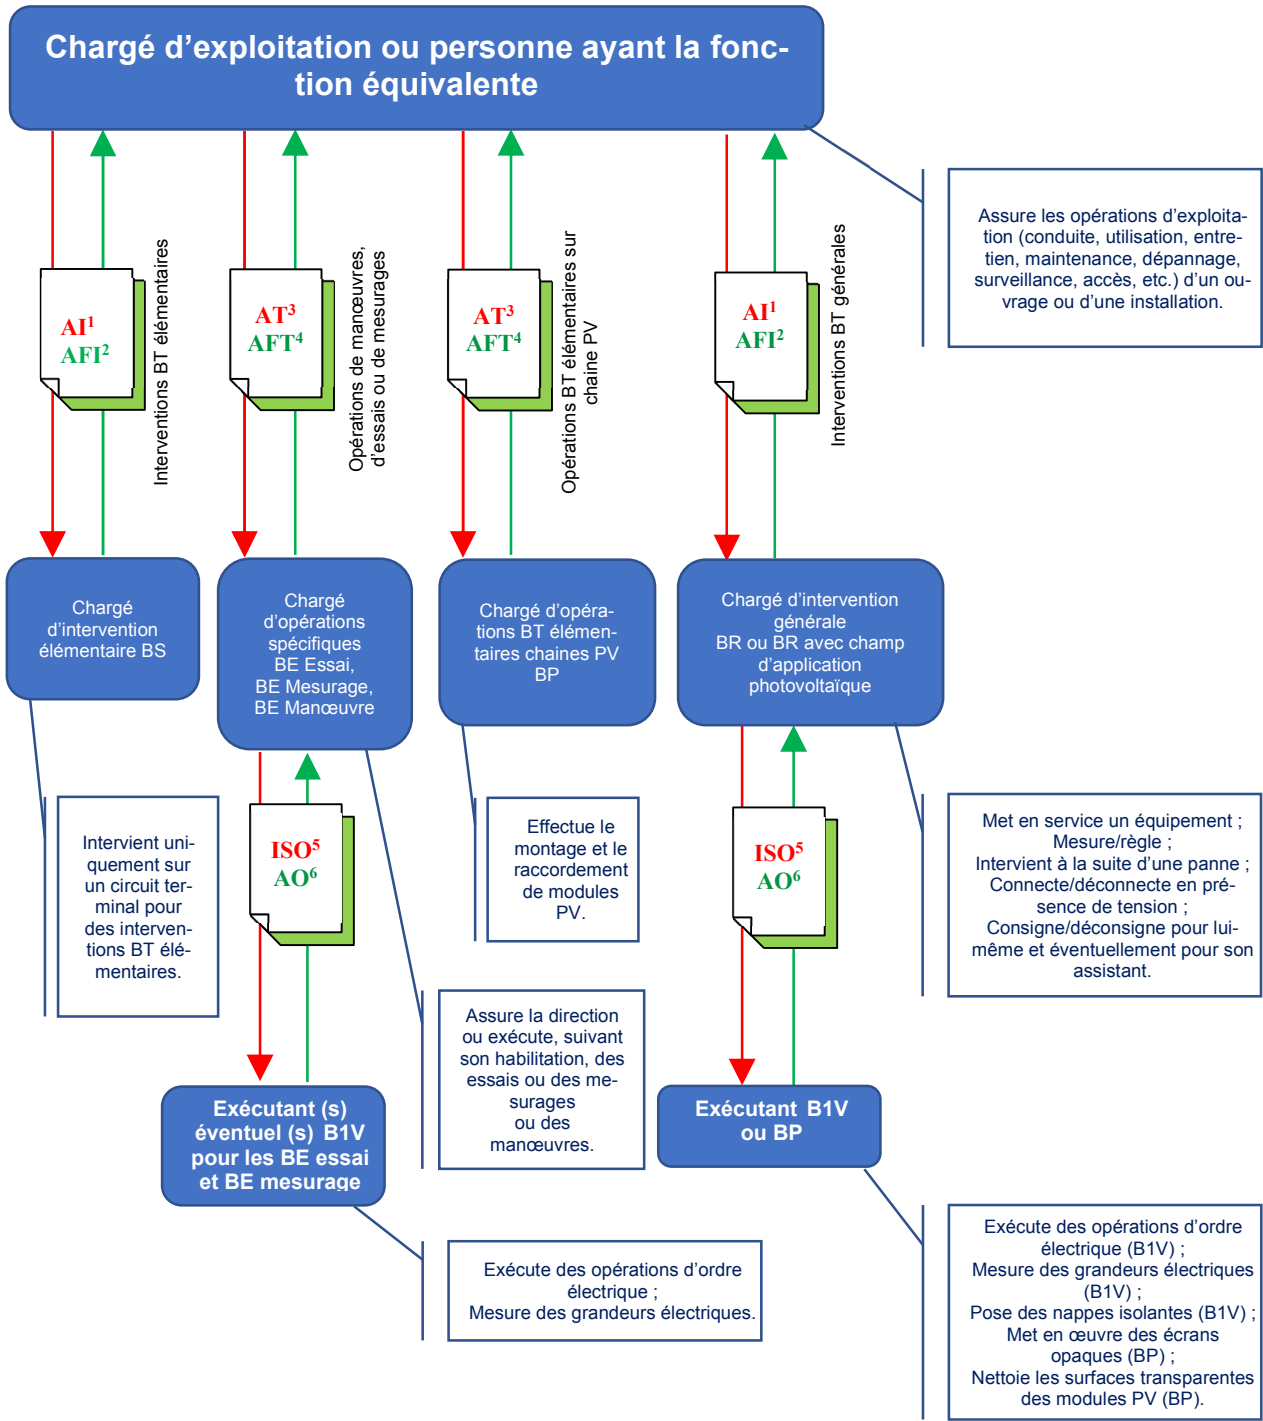 Chargé d’exploitation ou personne ayant la fonc-
tion équivalente
Assure les opérations d’exploita-
tion (conduite, utilisation, entre-
tien, maintenance, dépannage,
surveillance, accès, etc.) d’un ou-
vrage ou d’une installation.
AI¹
AFI²
Interventions BT élémentaires
AT³
AFT⁴
Opérations de manœuvres,
d’essais ou de mesurages
AT³
AFT⁴
Opérations BT élémentaires sur
chaine PV
AI¹
AFI²
Interventions BT générales
Chargé
d’intervention
élémentaire BS
Chargé
d’opérations
spécifiques
BE Essai,
BE Mesurage,
BE Manœuvre
Chargé d’opéra-
tions BT élémen-
taires chaines PV
BP
Chargé d’intervention
générale
BR ou BR avec champ
d’application
photovoltaïque
Intervient uni-
quement sur
un circuit ter-
minal pour
des interven-
tions BT élé-
mentaires.
ISO⁵
AO⁶
Effectue le
montage et le
raccordement
de modules
PV.
ISO⁵
AO⁶
Met en service un équipement ;
Mesure/règle ;
Intervient à la suite d’une panne ;
Connecte/déconnecte en pré-
sence de tension ;
Consigne/déconsigne pour lui-
même et éventuellement pour son
assistant.
Assure la direction
ou exécute, suivant
son habilitation, des
essais ou des me-
surages
ou des
manœuvres.
Exécutant (s)
éventuel (s) B1V
pour les BE essai
et BE mesurage
Exécutant B1V
ou BP
Exécute des opérations d’ordre
électrique ;
Mesure des grandeurs électriques.
Exécute des opérations d’ordre
électrique (B1V) ;
Mesure des grandeurs électriques
(B1V) ;
Pose des nappes isolantes (B1V) ;
Met en œuvre des écrans
opaques (BP) ;
Nettoie les surfaces transparentes
des modules PV (BP).